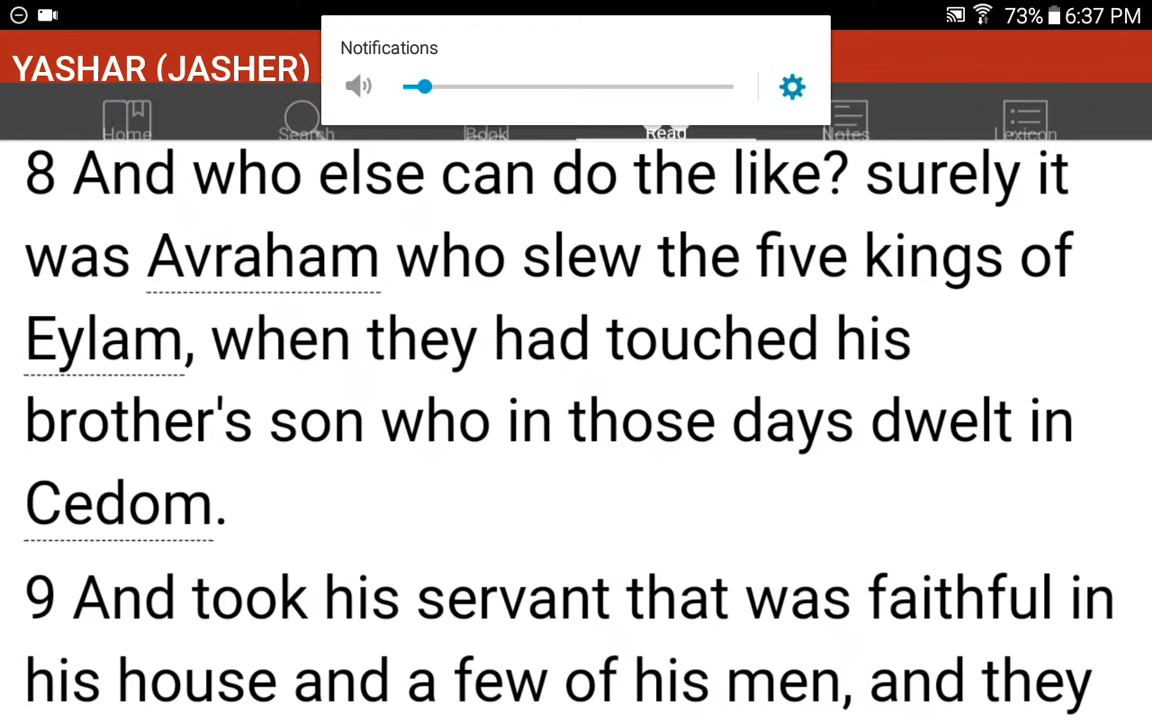 73% 6:37 PM
Notifications
YASHAR (JASHER)
Home Search Book Read Notes Lexicon
8 And who else can do the like? surely it
was Avraham who slew the five kings of
Eylam, when they had touched his
brother's son who in those days dwelt in
Cedom.
9 And took his servant that was faithful in
his house and a few of his men, and they